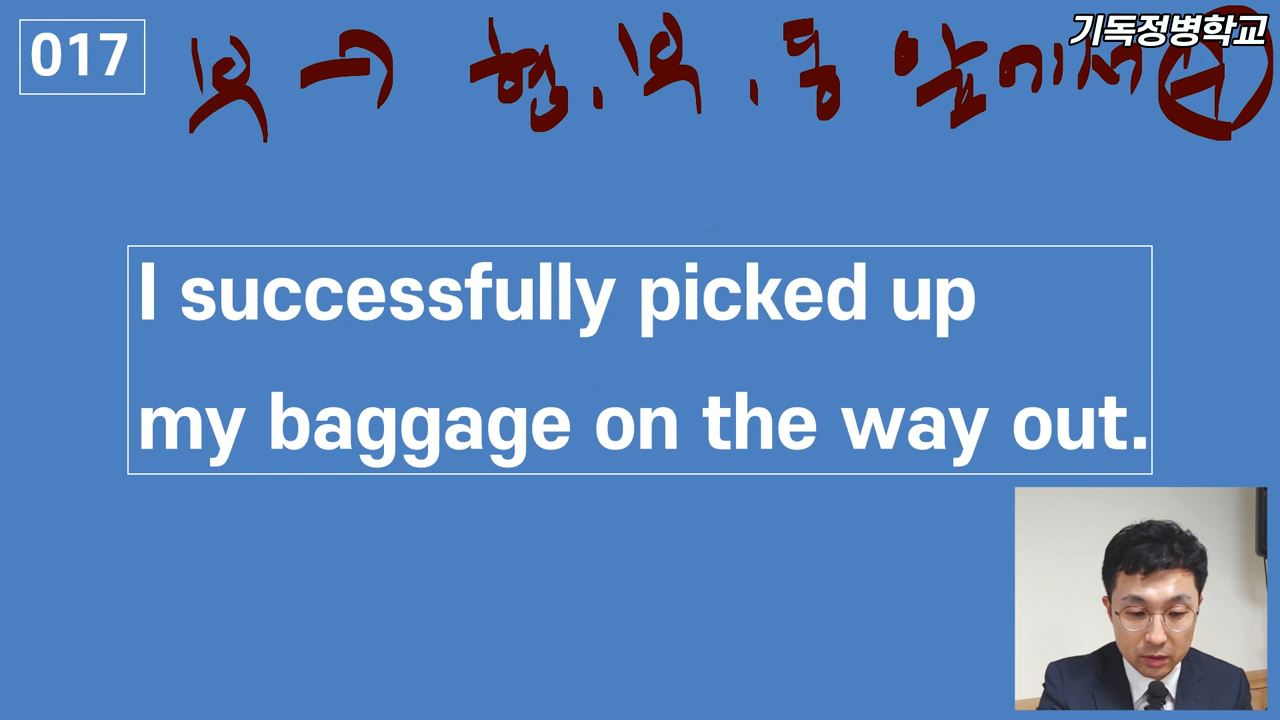 017
부 → 형, 부, 동 앞에서
기독정병학교
I successfully picked up
my baggage on the way out.